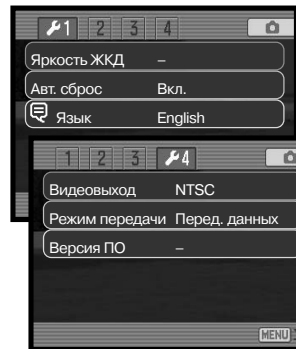 1 2 3 4
Яркость ЖКД –
Авт. сброс Вкл.
Язык English
1 2 3 4
Видеовыход NTSC
Режим передачи Перед. данных
Версия ПО –
MENU